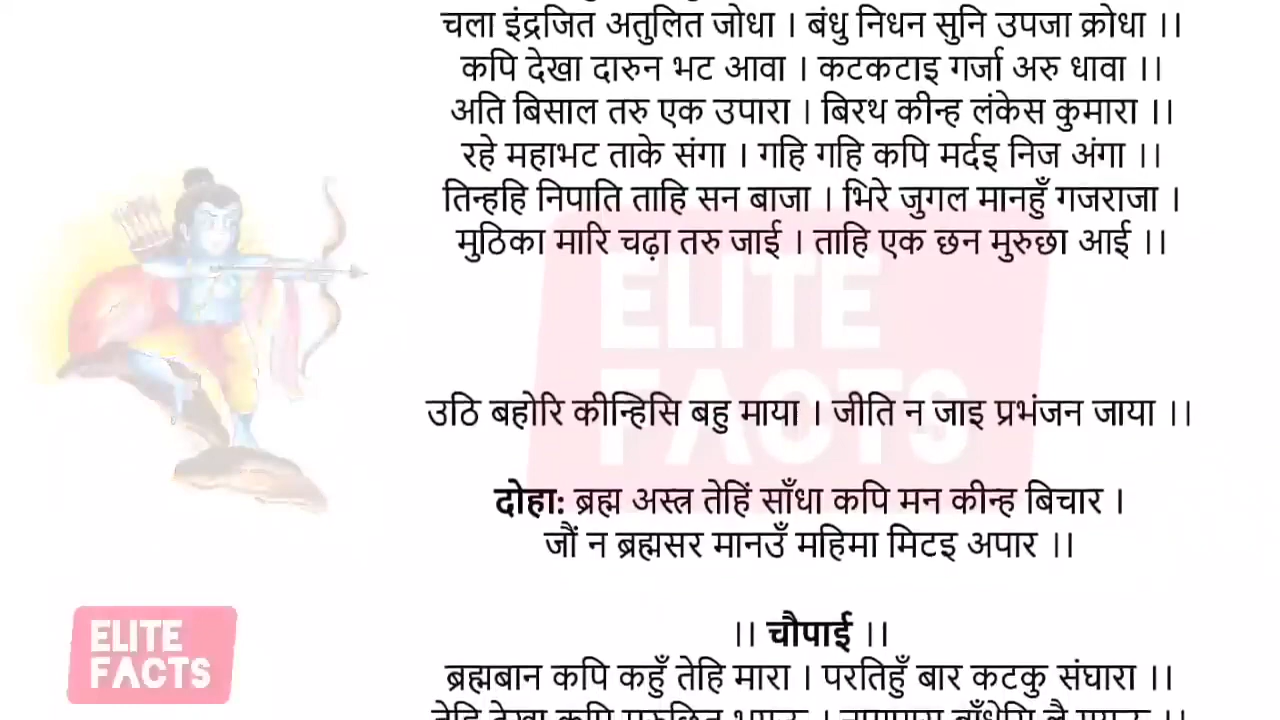 चला इंद्रजित अतुलित जोधा । बंधु निधन सुनि उपजा क्रोधा ।।
कपि देखा दारुन भट आवा । कटकटाइ गर्जा अरु धावा ।।
अति बिसाल तरु एक उपारा । बिरथ कीन्ह लंकेस कुमारा ।।
रहे महाभट ताके संगा । गहि गहि कपि मर्दइ निज अंगा ।।
तिन्हहि निपाति ताहि सन बाजा । भिरे जुगल मानहुँ गजराजा ।
मुठिका मारि चढ़ा तरु जाई । ताहि एक छन मुरुछा आई ।।
ELITE
FACTS
उठि बहोरि कीन्हिसि बहु माया । जीति न जाइ प्रभंजन जाया ।।
दोहा: ब्रह्म अस्त्र तेहिं साँधा कपि मन कीन्ह बिचार ।
जौं न ब्रह्मसर मानउँ महिमा मिटइ अपार ।।
।। चौपाई ।।
ब्रह्मबान कपि कहुँ तेहि मारा । परतिहुँ बार कटकु संघारा ।।
ELITE
FACTS